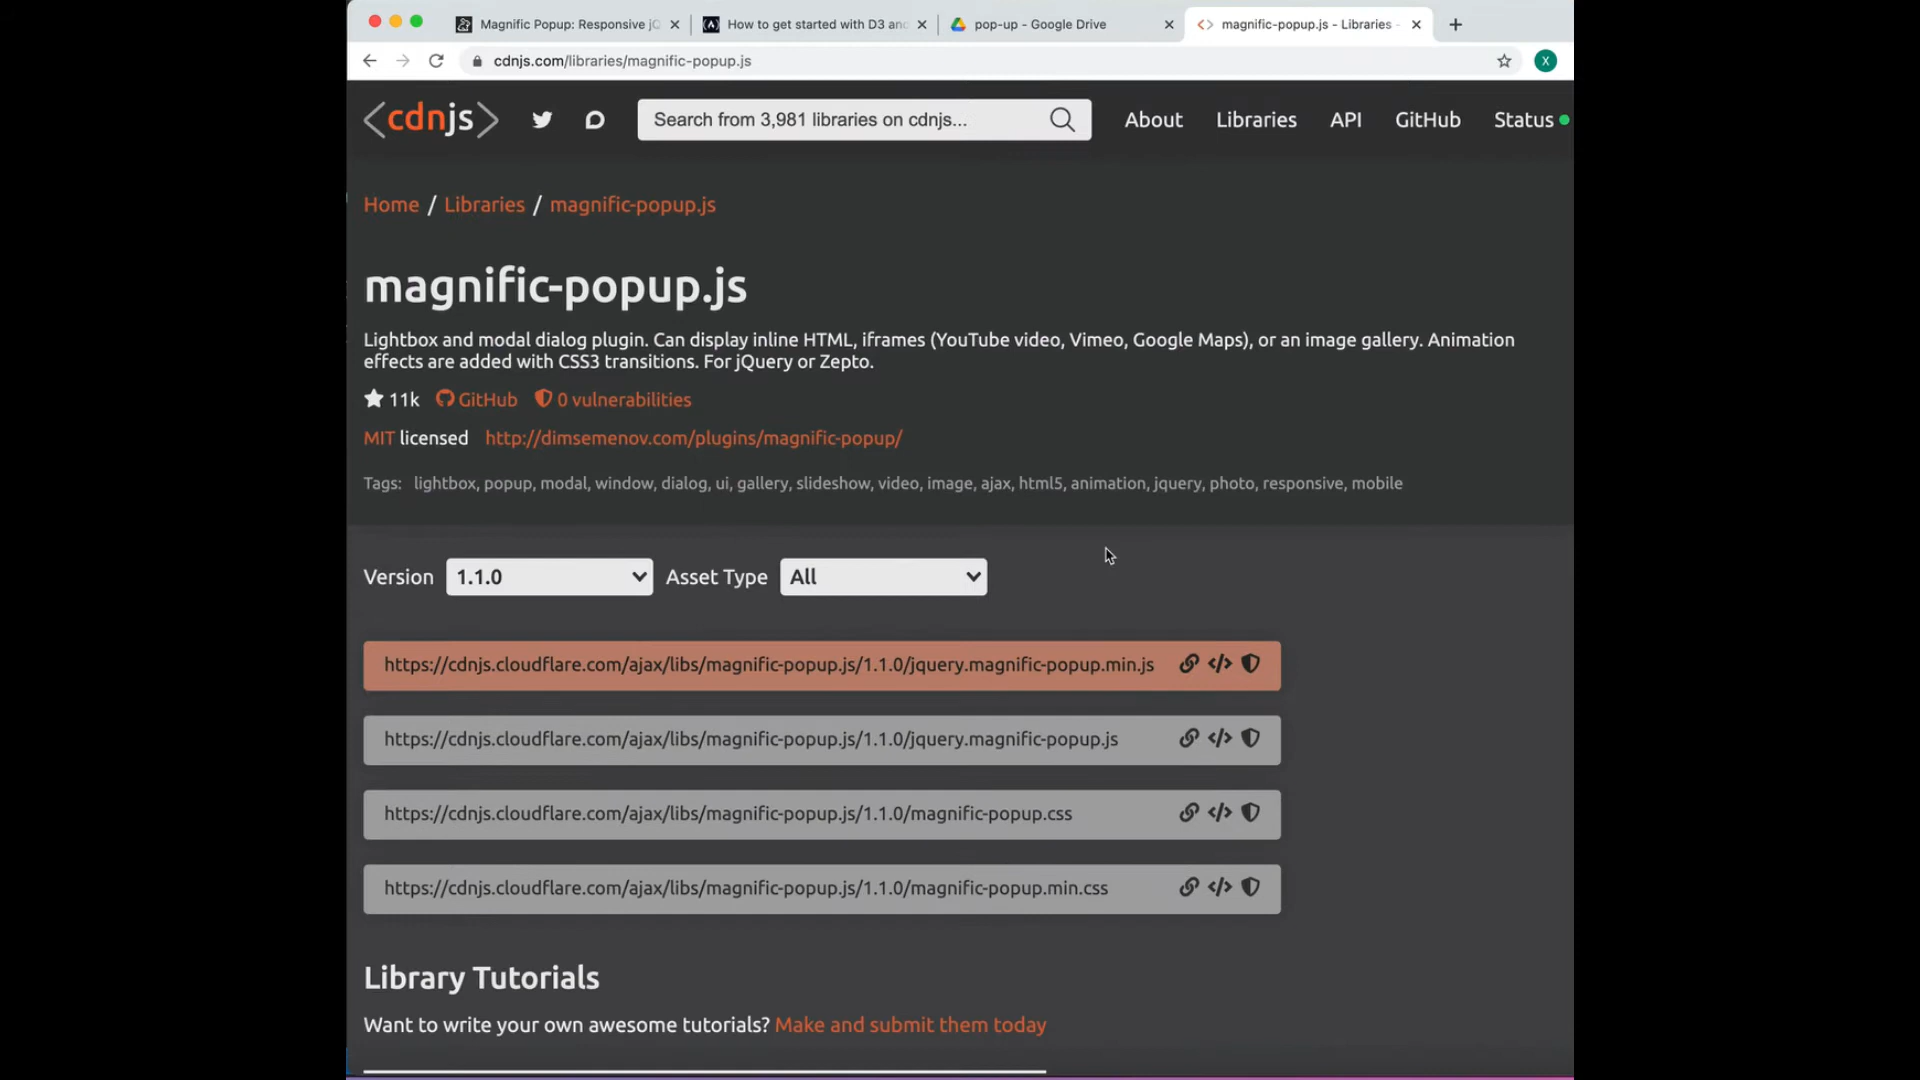 Magnific Popup: Responsive jQ
How to get started with D3 and
pop-up - Google Drive
magnific-popup.js - Libraries -
cdnjs.com/libraries/magnific-popup.js
X
<cdnjs>
Search from 3,981 libraries on cdnjs...
About
Libraries
API
GitHub
Status
Home / Libraries / magnific-popup.js
magnific-popup.js
Lightbox and modal dialog plugin. Can display inline HTML, iframes (YouTube video, Vimeo, Google Maps), or an image gallery. Animation
effects are added with CSS3 transitions. For jQuery or Zepto.
11k GitHub 0 vulnerabilities
MIT licensed http://dimsemenov.com/plugins/magnific-popup/
Tags: lightbox, popup, modal, window, dialog, ui, gallery, slideshow, video, image, ajax, html5, animation, jquery, photo, responsive, mobile
Version 1.1.0 Asset Type All
https://cdnjs.cloudflare.com/ajax/libs/magnific-popup.js/1.1.0/jquery.magnific-popup.min.js
https://cdnjs.cloudflare.com/ajax/libs/magnific-popup.js/1.1.0/jquery.magnific-popup.js
https://cdnjs.cloudflare.com/ajax/libs/magnific-popup.js/1.1.0/magnific-popup.css
https://cdnjs.cloudflare.com/ajax/libs/magnific-popup.js/1.1.0/magnific-popup.min.css
Library Tutorials
Want to write your own awesome tutorials? Make and submit them today